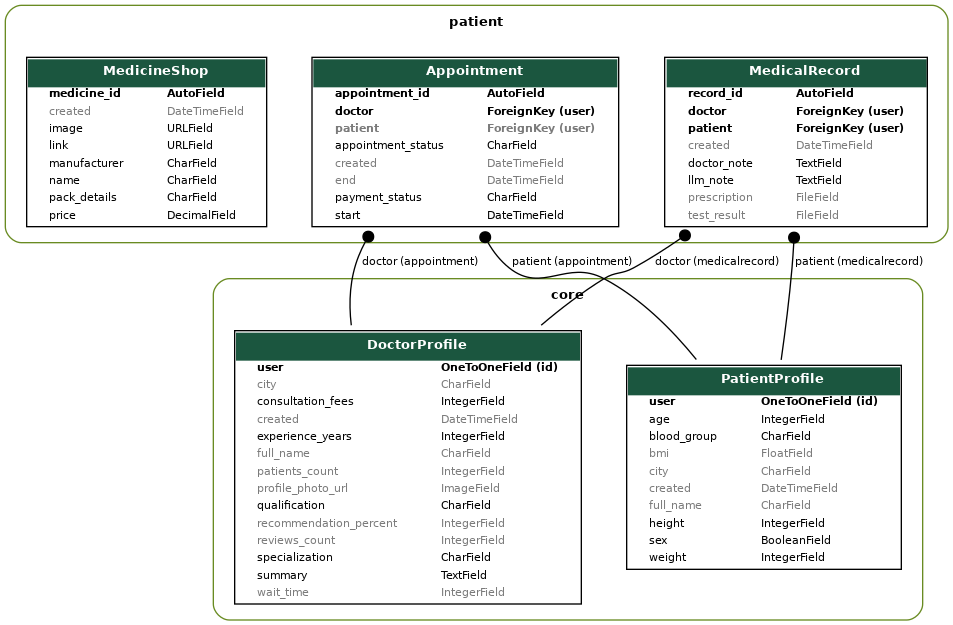 patient
MedicineShop
medicine_id AutoField
created DateTimeField
image URLField
link URLField
manufacturer CharField
name CharField
pack_details CharField
price DecimalField
Appointment
appointment_id AutoField
doctor ForeignKey (user)
patient ForeignKey (user)
appointment_status CharField
created DateTimeField
end DateTimeField
payment_status CharField
start DateTimeField
MedicalRecord
record_id AutoField
doctor ForeignKey (user)
patient ForeignKey (user)
created DateTimeField
doctor_note TextField
llm_note TextField
prescription FileField
test_result FileField
doctor (appointment)
patient (appointment)
doctor (medicalrecord)
patient (medicalrecord)
core
DoctorProfile
user OneToOneField (id)
city CharField
consultation_fees IntegerField
created DateTimeField
experience_years IntegerField
full_name CharField
patients_count IntegerField
profile_photo_url ImageField
qualification CharField
recommendation_percent IntegerField
reviews_count IntegerField
specialization CharField
summary TextField
wait_time IntegerField
PatientProfile
user OneToOneField (id)
age IntegerField
blood_group CharField
bmi FloatField
city CharField
created DateTimeField
full_name CharField
height IntegerField
sex BooleanField
weight IntegerField